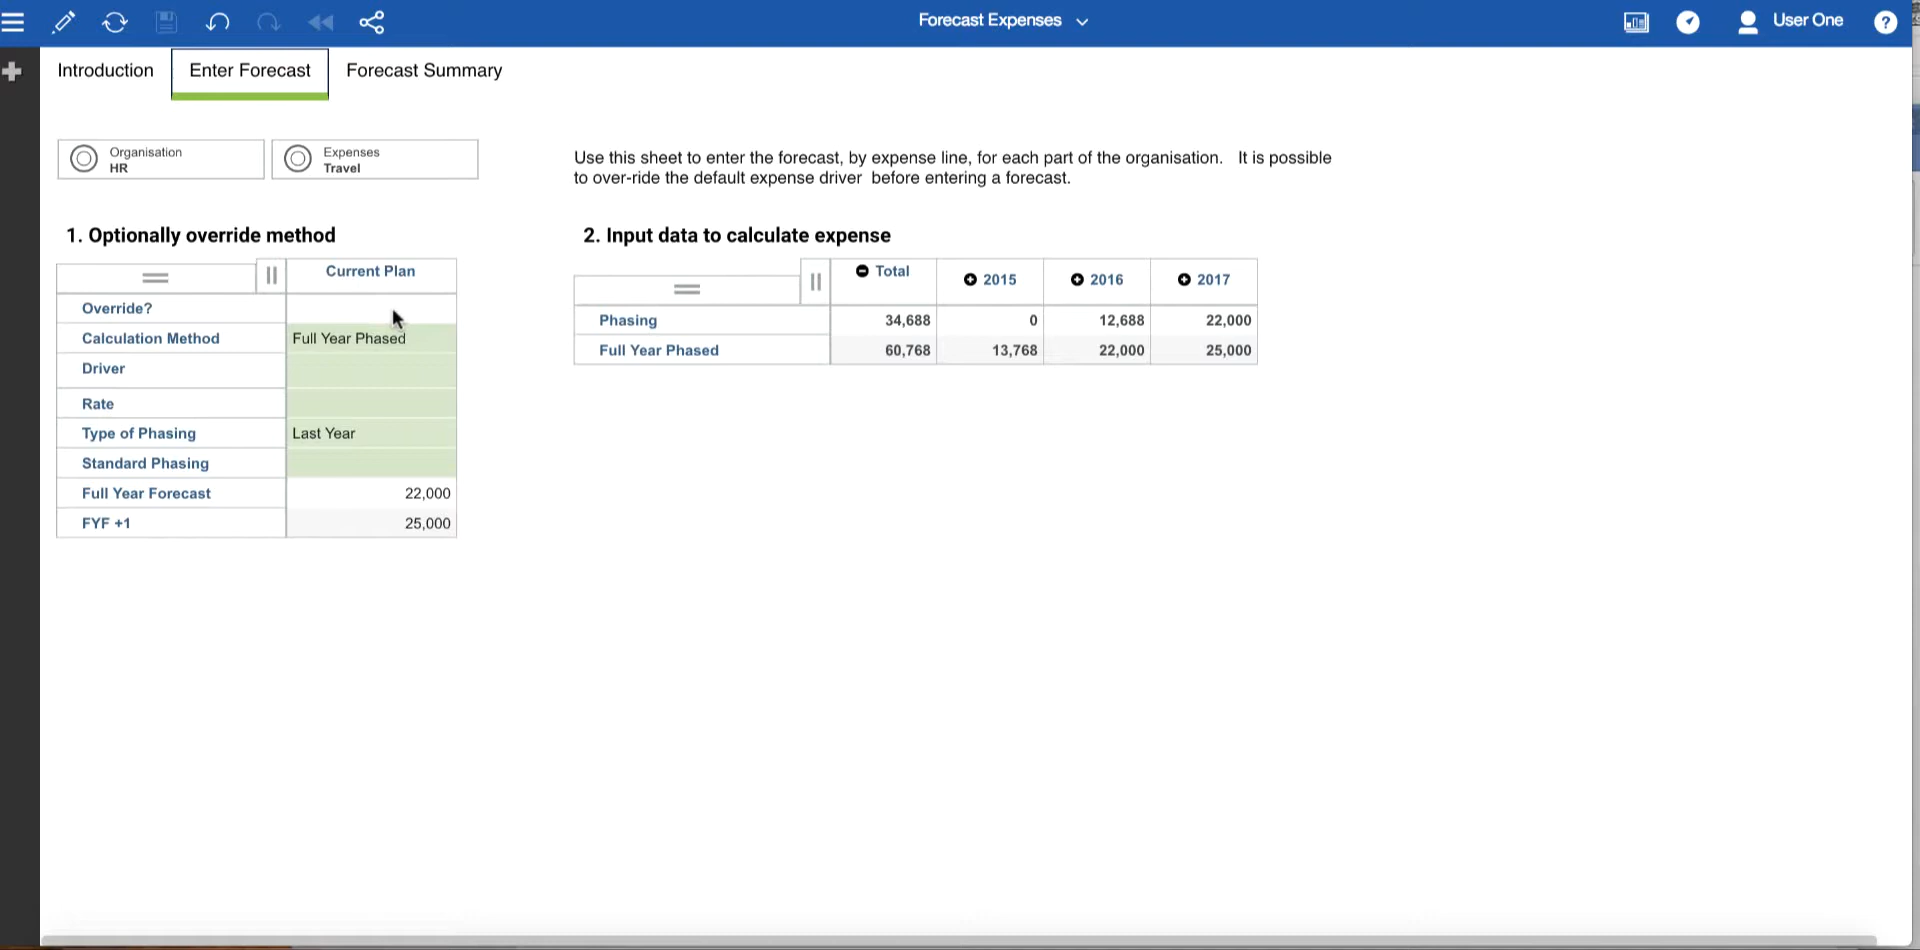 Forecast Expenses
User One
?
Introduction
Enter Forecast
Forecast Summary
Organisation
HR
Expenses
Travel
Use this sheet to enter the forecast, by expense line, for each part of the organisation. It is possible
to over-ride the default expense driver before entering a forecast.
1. Optionally override method
Current Plan
Override?
Calculation Method Full Year Phased
Driver
Rate
Type of Phasing Last Year
Standard Phasing
Full Year Forecast 22,000
FYF +1 25,000
2. Input data to calculate expense
Total 2015 2016 2017
Phasing 34,688 0 12,688 22,000
Full Year Phased 60,768 13,768 22,000 25,000